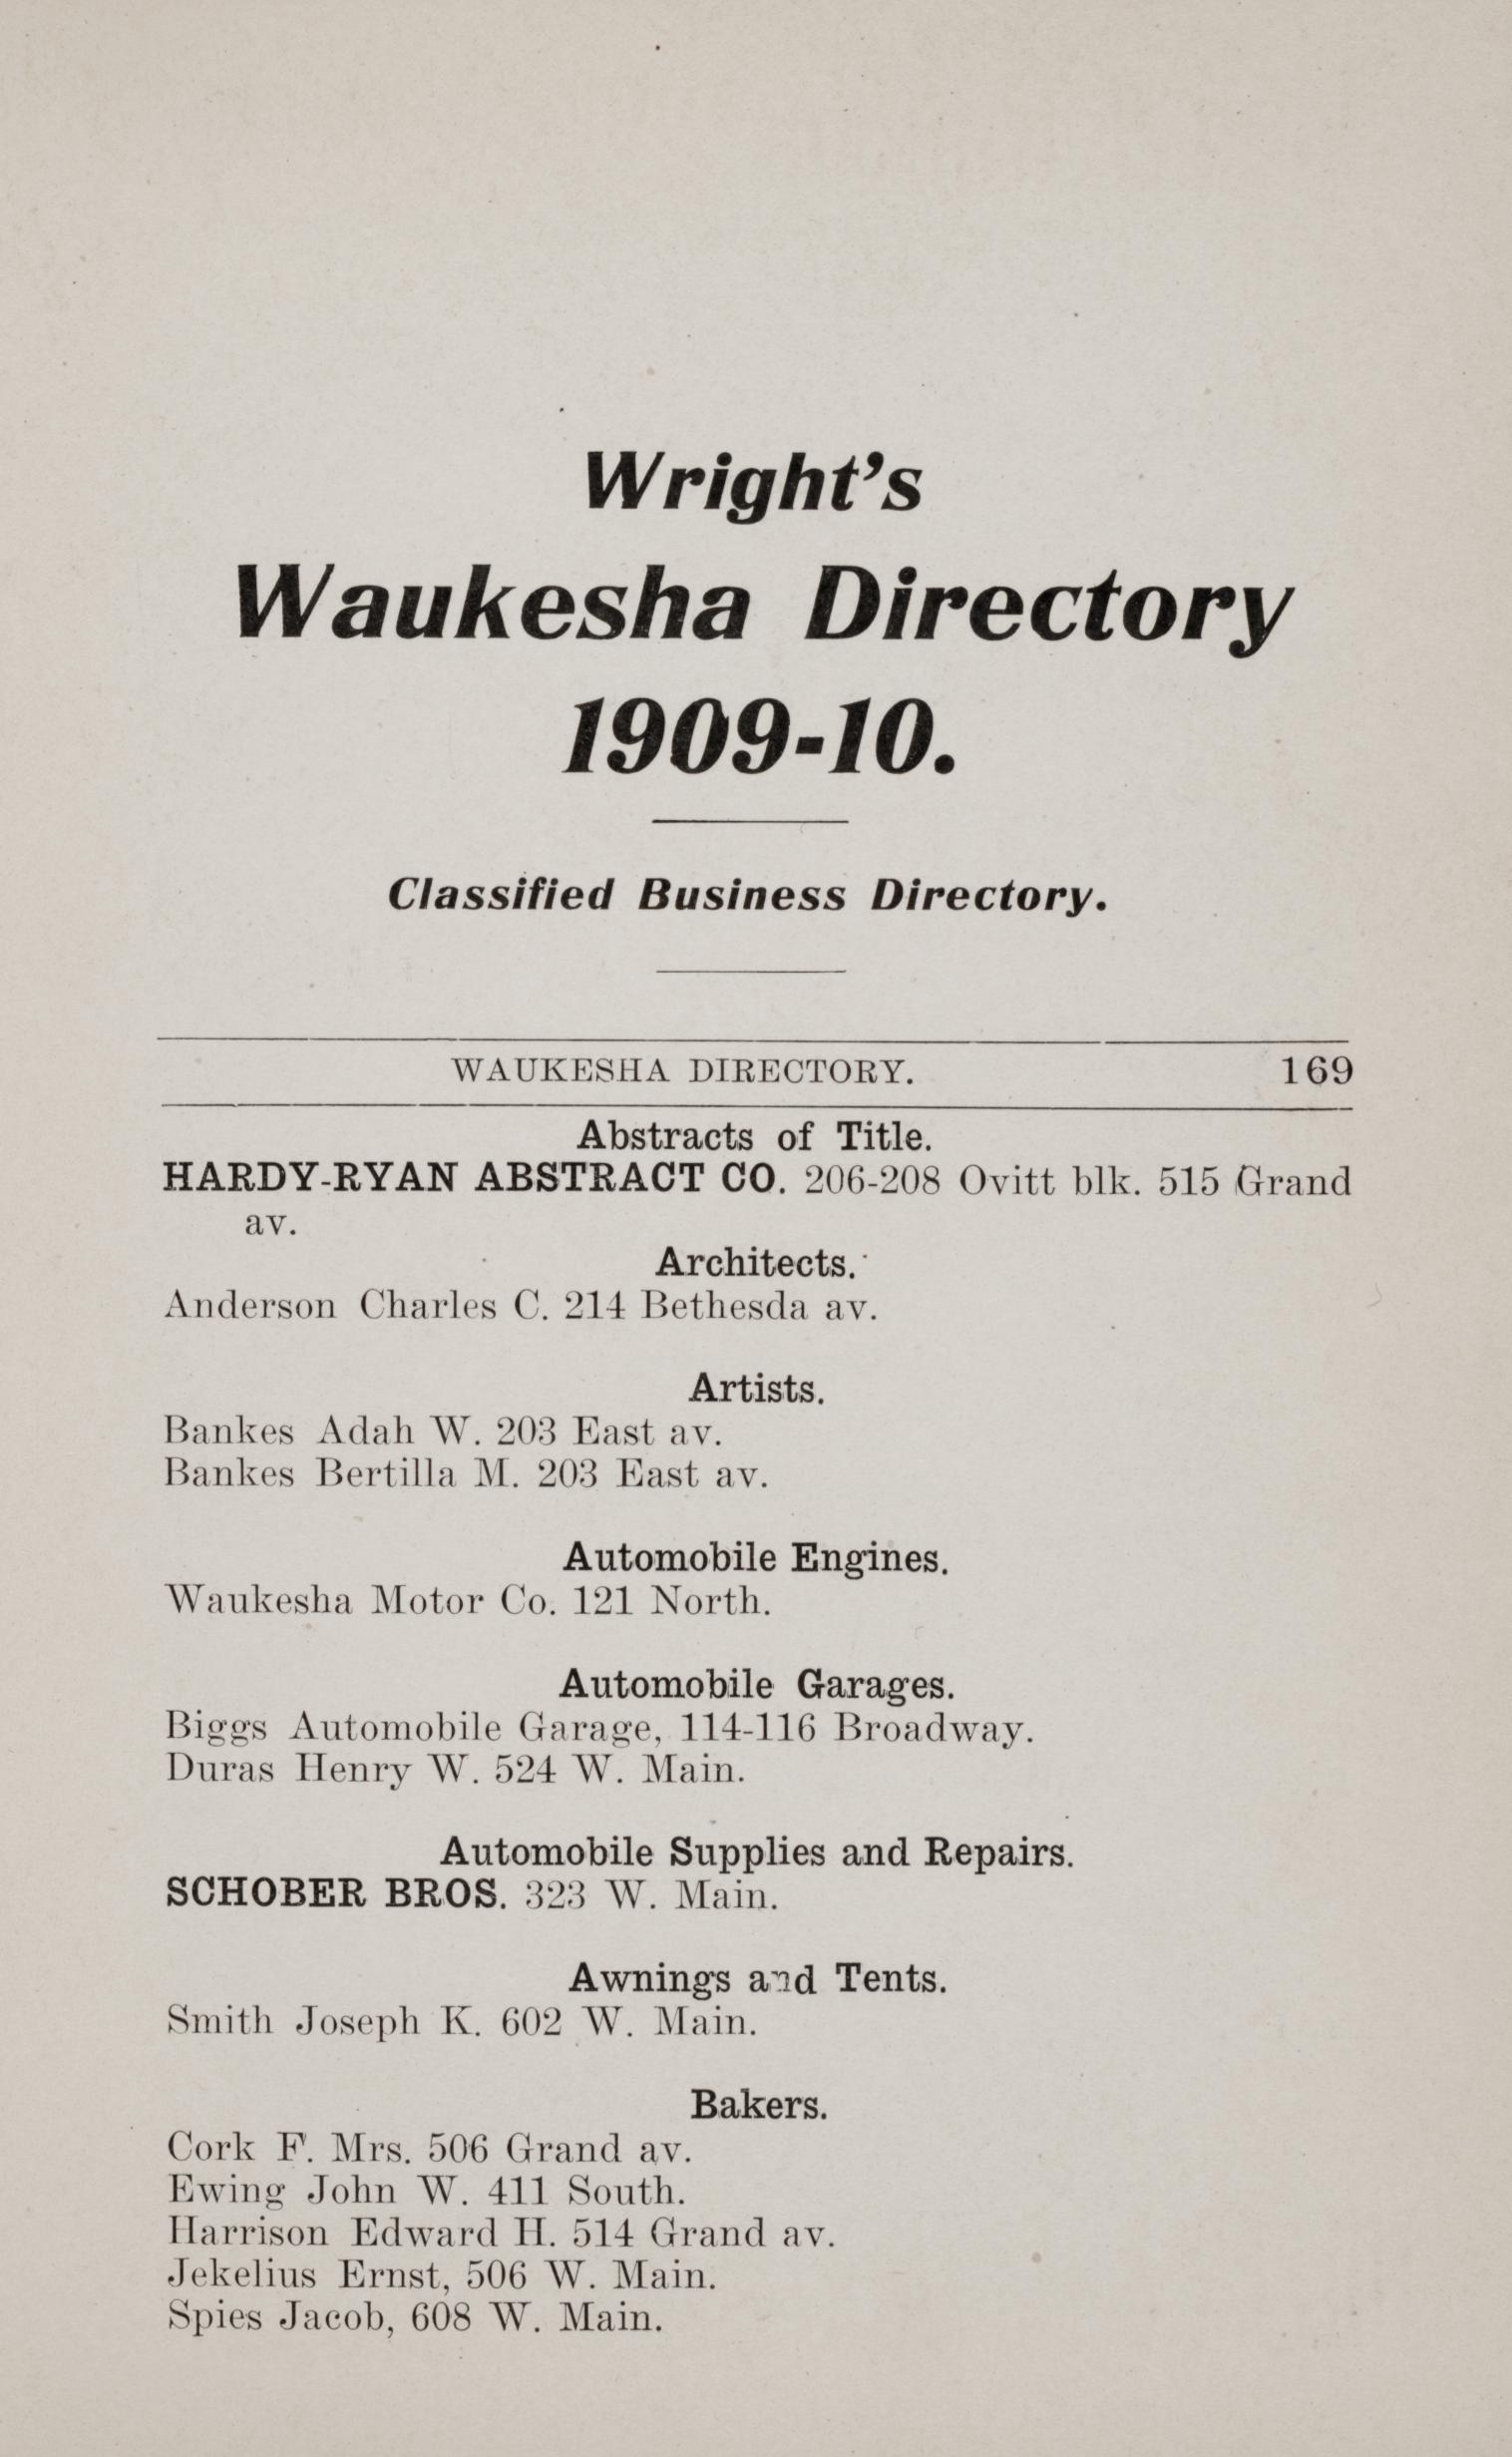 Wright's
Waukesha Directory
1909-10.
Classified Business Directory.
WAUKESHA DIRECTORY. 169
Abstracts of Title.
HARDY-RYAN ABSTRACT CO. 206-208 Ovitt blk. 515 Grand
av.
Architects.
Anderson Charles C. 214 Bethesda av.
Artists.
Bankes Adah W. 203 East av.
Bankes Bertilla M. 203 East av.
Automobile Engines.
Waukesha Motor Co. 121 North.
Automobile Garages.
Biggs Automobile Garage, 114-116 Broadway.
Duras Henry W. 524 W. Main.
Automobile Supplies and Repairs.
SCHOBER BROS. 323 W. Main.
Awnings and Tents.
Smith Joseph K. 602 W. Main.
Bakers.
Cork F. Mrs. 506 Grand av.
Ewing John W. 411 South.
Harrison Edward H. 514 Grand av.
Jekelius Ernst, 506 W. Main.
Spies Jacob, 608 W. Main.